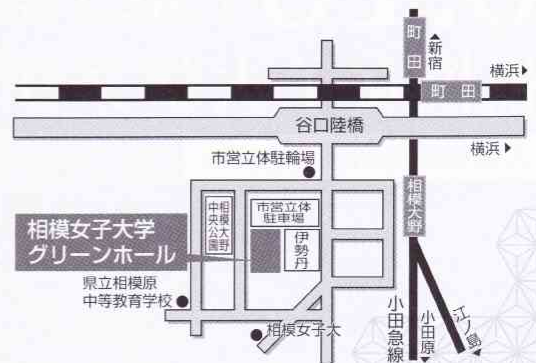 町田
▲新宿
横浜▶
町田
谷口陸橋
横浜▶
市営立体駐輪場
相模大野
相模大野
中央公園
市営立体
駐車場
伊勢丹
相模女子大学
グリーンホール
県立相模原
中等教育学校
相模女子大
小田急線
小田原
江ノ島